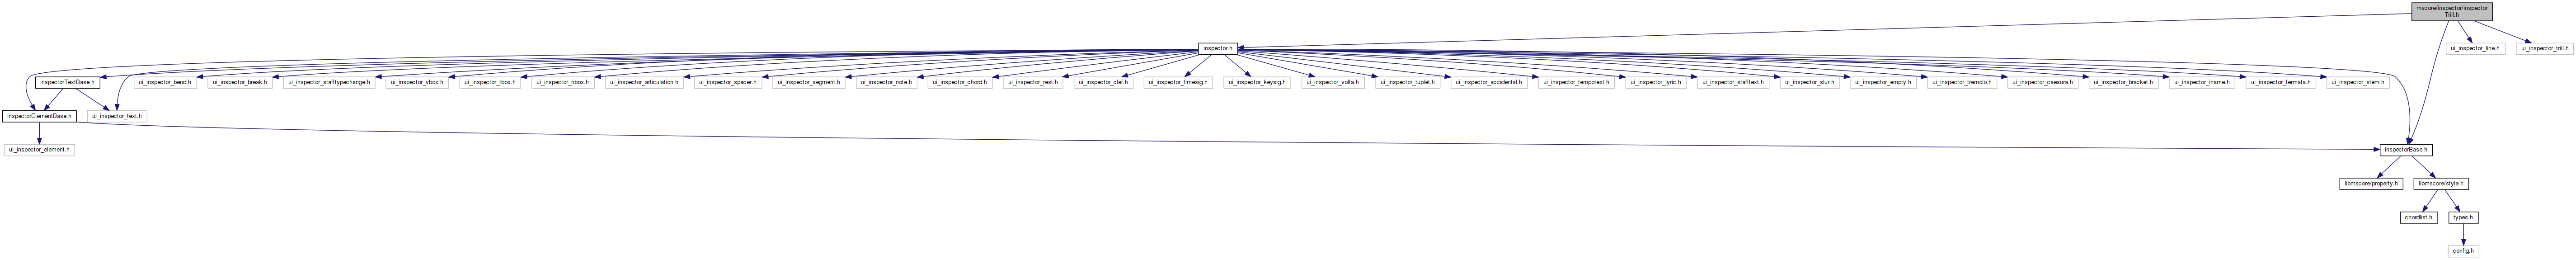 mscore/inspector/inspector
Trill.h
inspector.h
ui_inspector_line.h
ui_inspector_trill.h
inspectorTextBase.h
ui_inspector_bend.h
ui_inspector_break.h
ui_inspector_stafftypechange.h
ui_inspector_vbox.h
ui_inspector_tbox.h
ui_inspector_hbox.h
ui_inspector_articulation.h
ui_inspector_spacer.h
ui_inspector_segment.h
ui_inspector_note.h
ui_inspector_chord.h
ui_inspector_rest.h
ui_inspector_clef.h
ui_inspector_timesig.h
ui_inspector_keysig.h
ui_inspector_volta.h
ui_inspector_tuplet.h
ui_inspector_accidental.h
ui_inspector_tempotext.h
ui_inspector_lyric.h
ui_inspector_stafftext.h
ui_inspector_slur.h
ui_inspector_empty.h
ui_inspector_tremolo.h
ui_inspector_caesura.h
ui_inspector_bracket.h
ui_inspector_iname.h
ui_inspector_fermata.h
ui_inspector_stem.h
inspectorElementBase.h
ui_inspector_text.h
ui_inspector_element.h
inspectorBase.h
libmscore/property.h
libmscore/style.h
chordlist.h
types.h
config.h